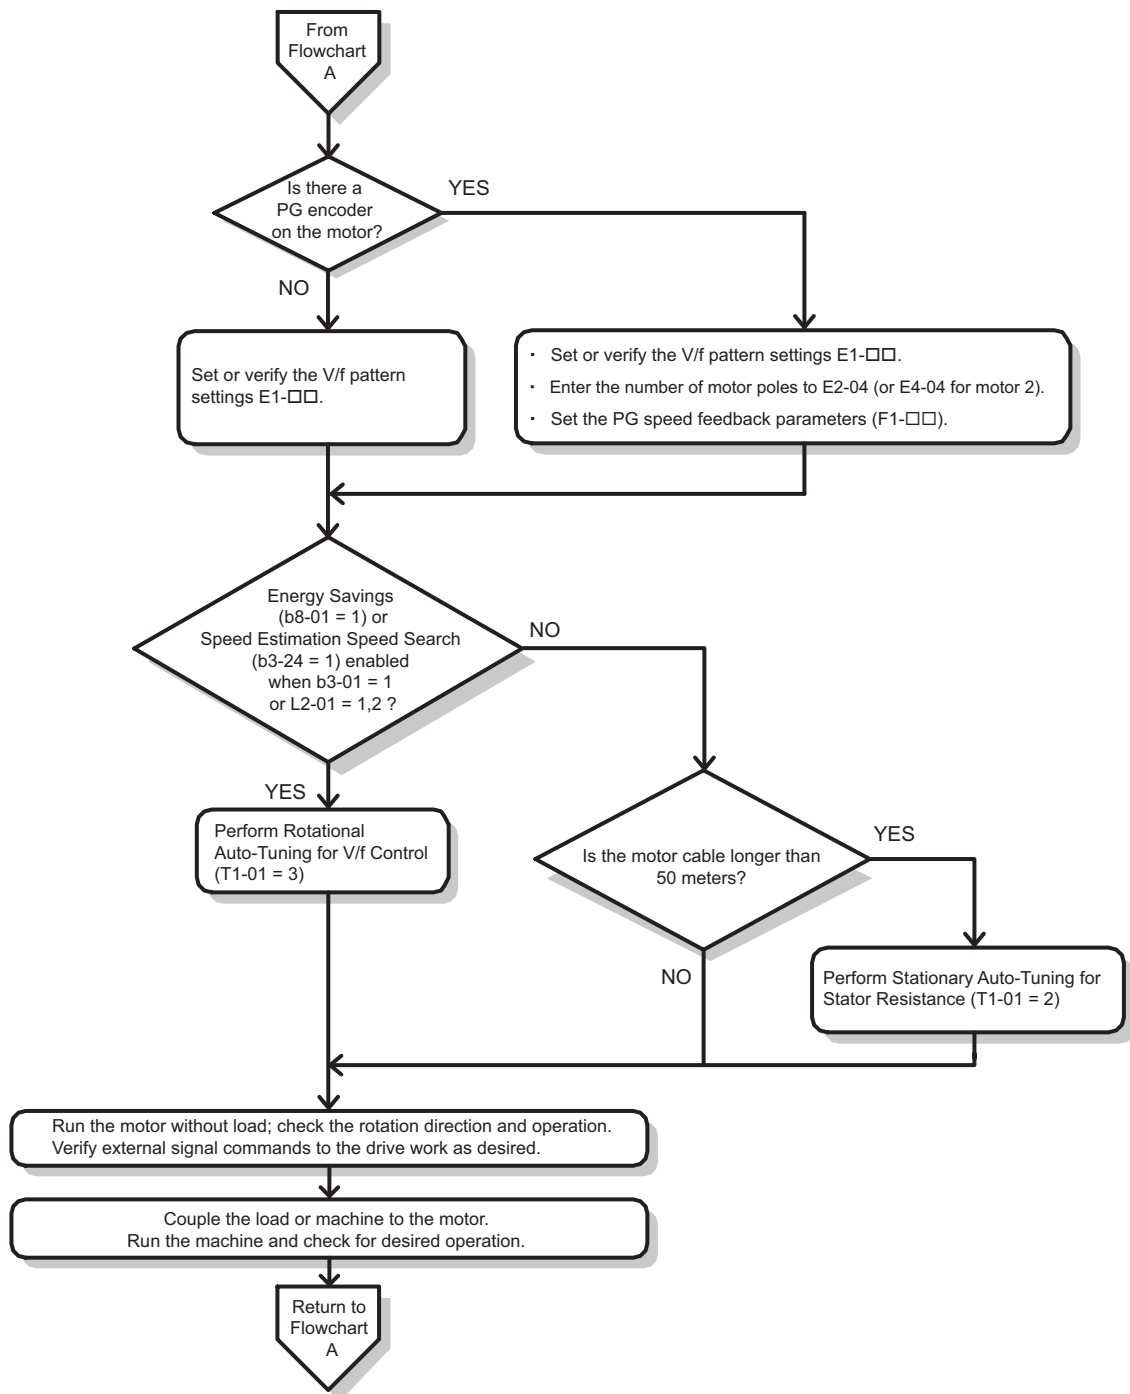 From
Flowchart
A
Is there a
PG encoder
on the motor?
YES
NO
Set or verify the V/f pattern
settings E1-□□.
· Set or verify the V/f pattern settings E1-□□.
· Enter the number of motor poles to E2-04 (or E4-04 for motor 2).
· Set the PG speed feedback parameters (F1-□□).
Energy Savings
(b8-01 = 1) or
Speed Estimation Speed Search
(b3-24 = 1) enabled
when b3-01 = 1
or L2-01 = 1,2 ?
NO
YES
Perform Rotational
Auto-Tuning for V/f Control
(T1-01 = 3)
Is the motor cable longer than
50 meters?
YES
NO
Perform Stationary Auto-Tuning for
Stator Resistance (T1-01 = 2)
Run the motor without load; check the rotation direction and operation.
Verify external signal commands to the drive work as desired.
Couple the load or machine to the motor.
Run the machine and check for desired operation.
Return to
Flowchart
A